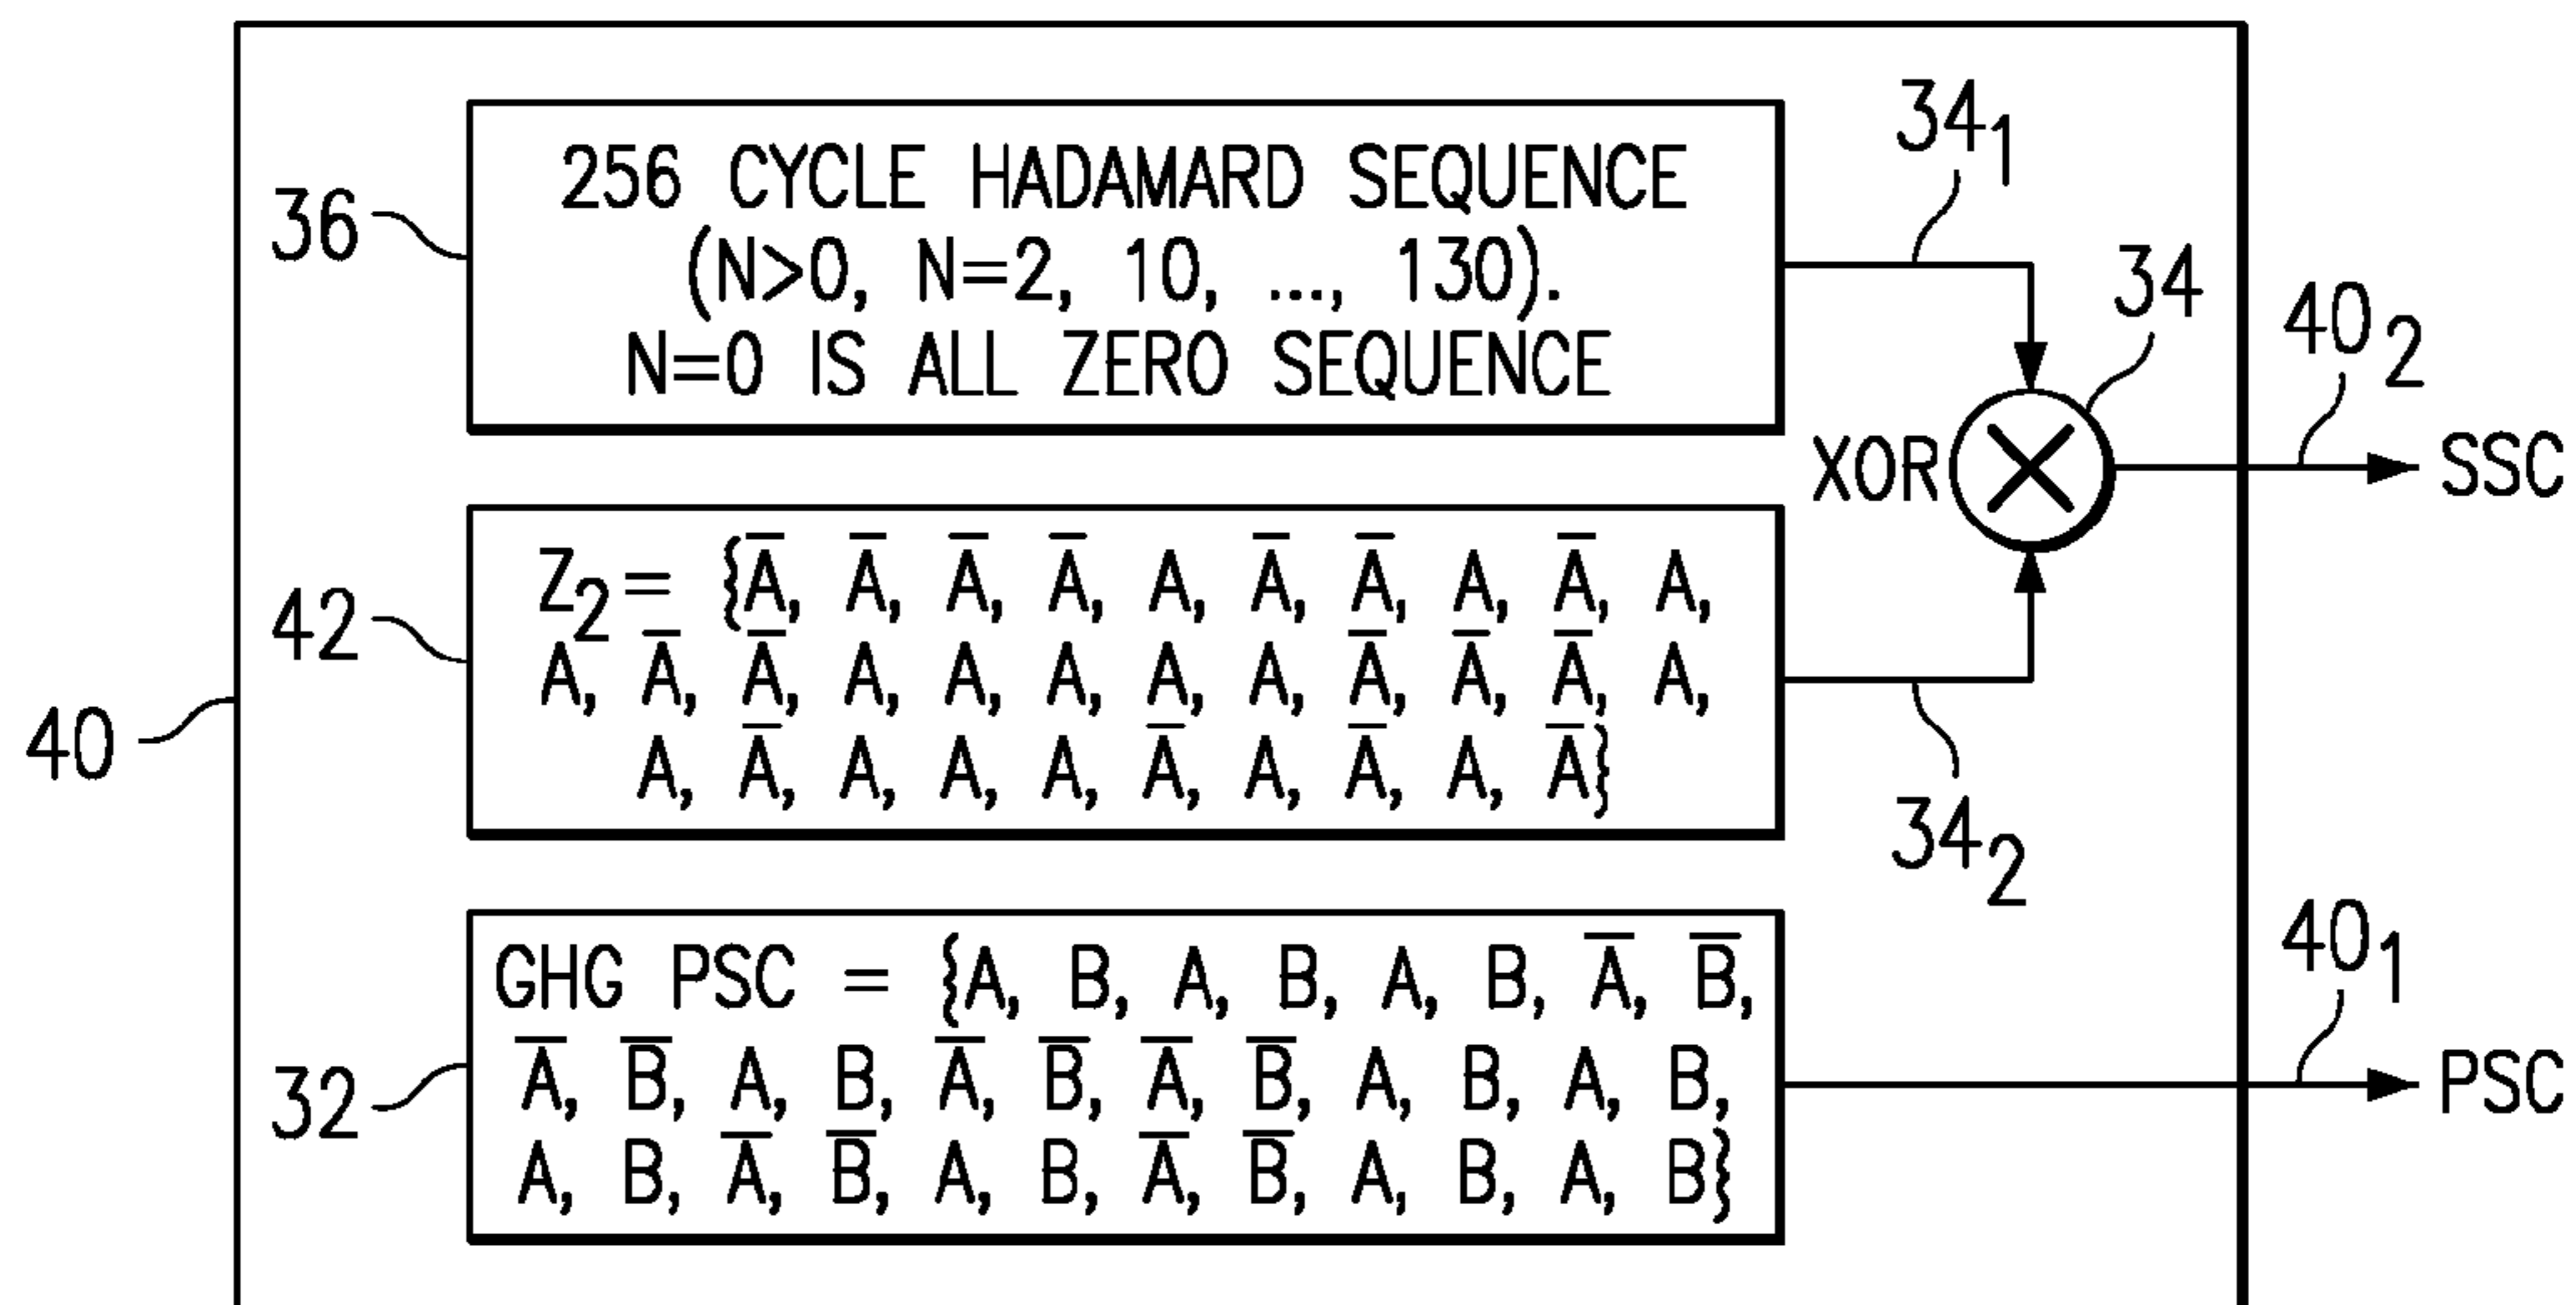 256 CYCLE HADAMARD SEQUENCE
(N>0, N=2, 10, ..., 130).
N=0 IS ALL ZERO SEQUENCE
36
34₁
34
40₂
XOR
SSC
Z₂= {A̅, A̅, A̅, A̅, A, A̅, A̅, A, A̅, A,
A, A̅, A̅, A, A, A, A, A, A̅, A̅, A̅, A,
A, A̅, A, A, A, A̅, A, A̅, A, A̅}
42
40
34₂
GHG PSC = {A, B, A, B, A, B, A̅, B̅,
A̅, B̅, A, B, A̅, B̅, A̅, B̅, A, B, A, B,
A, B, A̅, B̅, A, B, A̅, B̅, A, B, A, B}
32
40₁
PSC